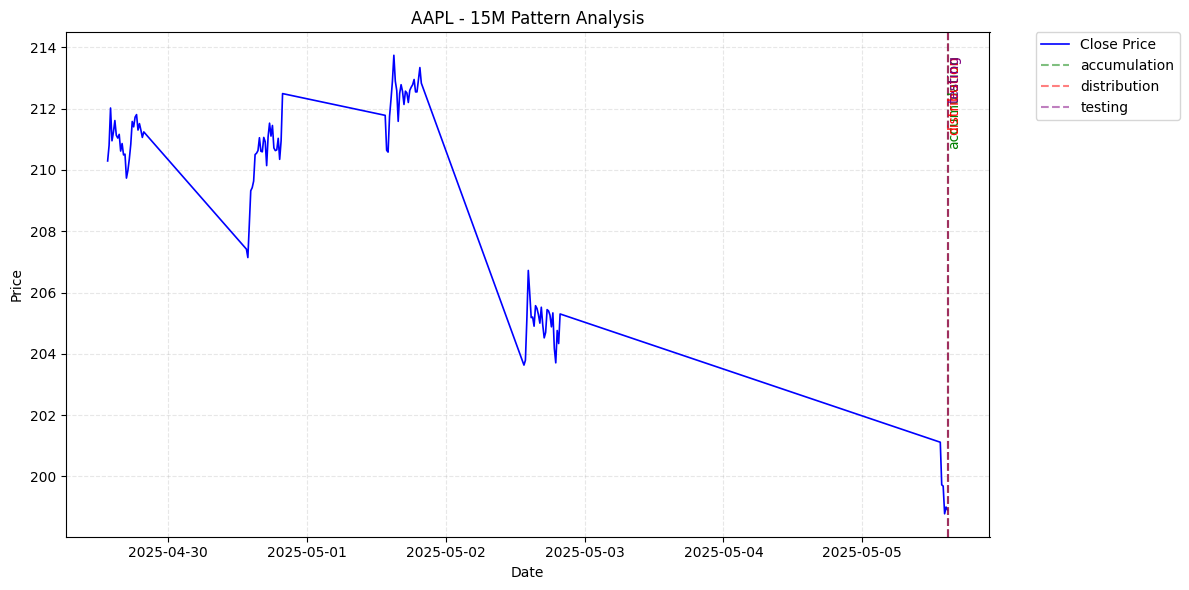 AAPL - 15M Pattern Analysis
Price
214
212
210
208
206
204
202
200
2025-04-30
2025-05-01
2025-05-02
2025-05-03
2025-05-04
2025-05-05
Date
Close Price
accumulation
distribution
testing
testing